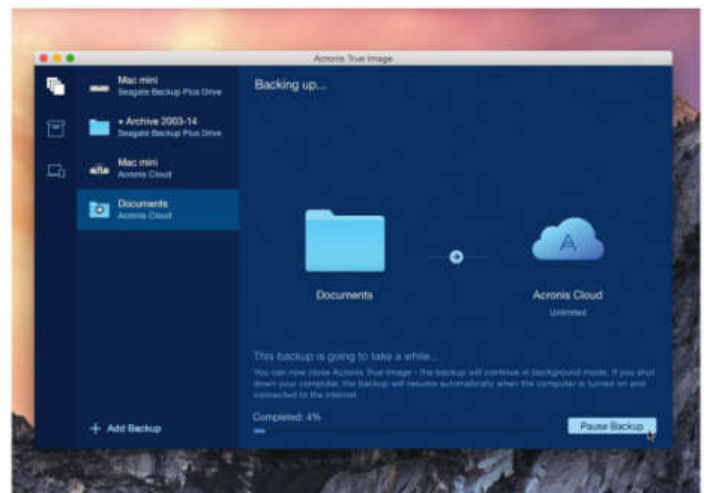 Acronis True Image
Mac mini
Seagate Backup Plus Drive
+ Archive 2003-14
Seagate Backup Plus Drive
Mac mini
Acronis Cloud
Documents
Acronis Cloud
+ Add Backup
Backing up...
Documents
Acronis Cloud
Unlimited
This backup is going to take a while...
You can now close Acronis True Image - the backup will continue in background mode. If you shut
down your computer, the backup will resume automatically when the computer is turned on and
connected to the internet.
Completed: 4%
Pause Backup